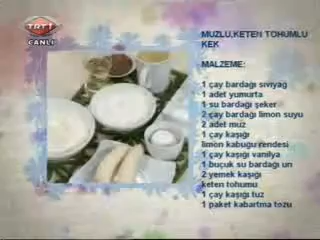 TRT1
CANLI
MUZLU,KETEN TOHUMLU
KEK
MALZEME:
1 çay bardağı sıvıyağ
1 adet yumurta
1 su bardağı şeker
2 çay bardağı limon suyu
2 adet muz
1 çay kaşığı
limon kabuğu rendesi
1 çay kaşığı vanilya
1 buçuk su bardağı un
2 yemek kaşığı
keten tohumu
1 çay kaşığı tuz
1 paket kabartma tozu